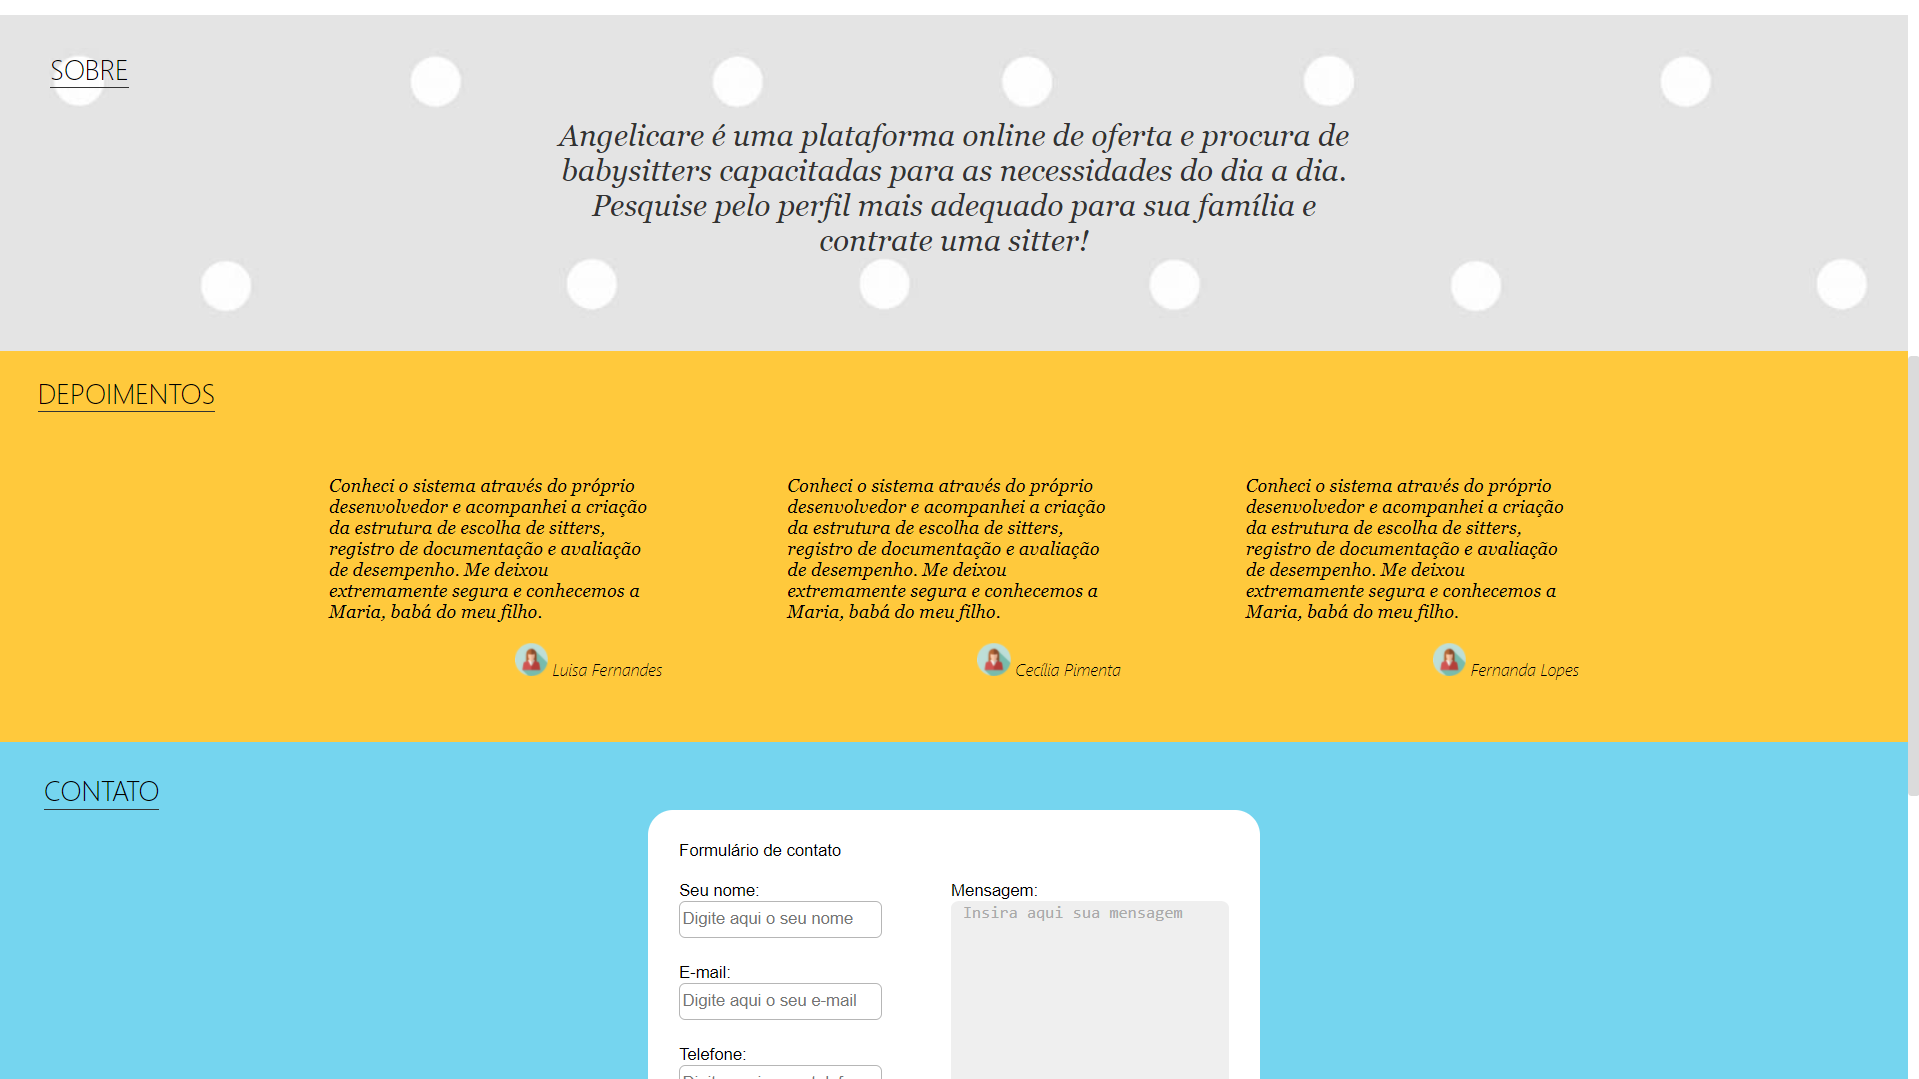 SOBRE
Angelicare é uma plataforma online de oferta e procura de
babysitters capacitadas para as necessidades do dia a dia.
Pesquise pelo perfil mais adequado para sua família e
contrate uma sitter!
DEPOIMENTOS
Conheci o sistema através do próprio
desenvolvedor e acompanhei a criação
da estrutura de escolha de sitters,
registro de documentação e avaliação
de desempenho. Me deixou
extremamente segura e conhecemos a
Maria, babá do meu filho.
Luisa Fernandes
Conheci o sistema através do próprio
desenvolvedor e acompanhei a criação
da estrutura de escolha de sitters,
registro de documentação e avaliação
de desempenho. Me deixou
extremamente segura e conhecemos a
Maria, babá do meu filho.
Cecília Pimenta
Conheci o sistema através do próprio
desenvolvedor e acompanhei a criação
da estrutura de escolha de sitters,
registro de documentação e avaliação
de desempenho. Me deixou
extremamente segura e conhecemos a
Maria, babá do meu filho.
Fernanda Lopes
CONTATO
Formulário de contato
Seu nome:
Digite aqui o seu nome
E-mail:
Digite aqui o seu e-mail
Telefone:
Mensagem:
Insira aqui sua mensagem